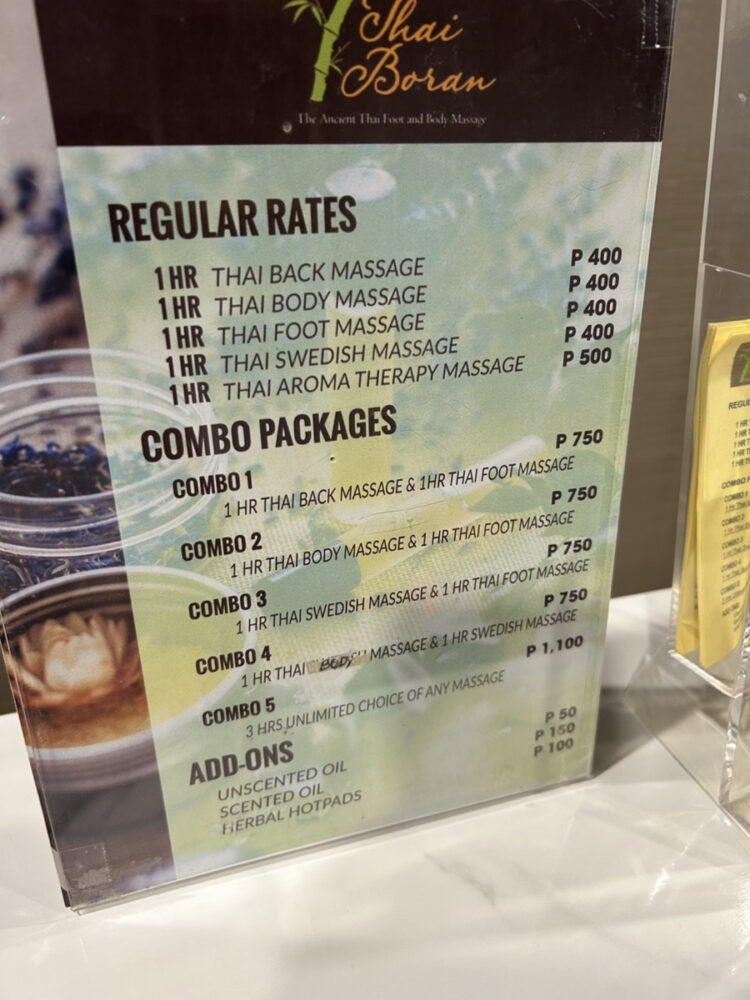 Thai
Boran
The Ancient Thai Foot and Body Massage
REGULAR RATES
1 HR THAI BACK MASSAGE P 400
1 HR THAI BODY MASSAGE P 400
1 HR THAI FOOT MASSAGE P 400
1 HR THAI SWEDISH MASSAGE P 400
1 HR THAI AROMA THERAPY MASSAGE P 500
COMBO PACKAGES
COMBO 1 P 750
1 HR THAI BACK MASSAGE & 1HR THAI FOOT MASSAGE
COMBO 2 P 750
1 HR THAI BODY MASSAGE & 1 HR THAI FOOT MASSAGE
COMBO 3 P 750
1 HR THAI SWEDISH MASSAGE & 1 HR THAI FOOT MASSAGE
COMBO 4 P 750
1 HR THAI BODY MASSAGE & 1 HR SWEDISH MASSAGE
COMBO 5 P 1,100
3 HRS UNLIMITED CHOICE OF ANY MASSAGE
ADD-ONS
UNSCENTED OIL P 50
SCENTED OIL P 150
HERBAL HOTPADS P 100